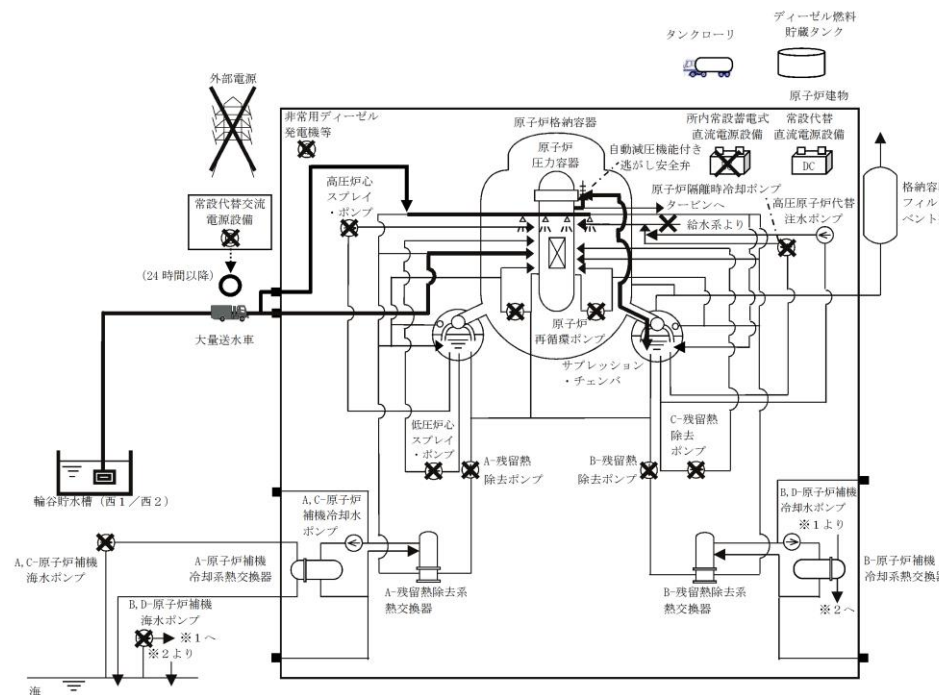 タンクローリ
ディーゼル燃料
貯蔵タンク
外部電源
非常用ディーゼル
発電機等
原子炉格納容器
原子炉
圧力容器
自動減圧機能付き
逃がし安全弁
原子炉建物
所内常設蓄電式
直流電源設備
常設代替
直流電源設備
DC
高圧炉心
スプレイ
・ポンプ
原子炉隔離時冷却ポンプ
タービンへ
給水系より
高圧原子炉代替
注水ポンプ
格納容器
フィル
ベント
常設代替交流
電源設備
(24時間以降)
大量送水車
原子炉
再循環ポンプ
サプレッション
・チェンバ
低圧炉心
スプレイ
・ポンプ
A-残留熱
除去ポンプ
B-残留熱
除去ポンプ
C-残留熱
除去
ポンプ
輪谷貯水槽（西1／西2）
A,C-原子炉補機
海水ポンプ
A-原子炉補機
冷却系熱交換器
A,C-原子炉
補機冷却水
ポンプ
A-残留熱除去系
熱交換器
B-残留熱除去系
熱交換器
B,D-原子炉補機
冷却水ポンプ
※1より
B-原子炉補機
冷却系熱交換器
※2へ
B,D-原子炉補機
海水ポンプ
※1へ
※2より
海